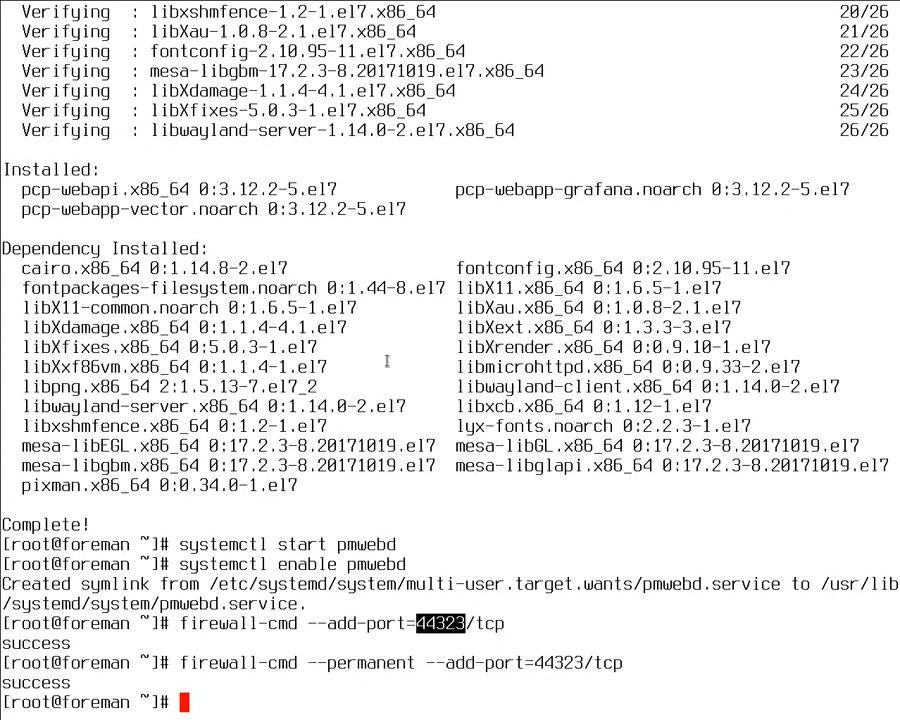 Verifying : libxshmfence-1.2-1.el7.x86_64 20/26
Verifying : libXau-1.0.8-2.1.el7.x86_64 21/26
Verifying : fontconfig-2.10.95-11.el7.x86_64 22/26
Verifying : mesa-libgbm-17.2.3-8.20171019.el7.x86_64 23/26
Verifying : libXdamage-1.1.4-4.1.el7.x86_64 24/26
Verifying : libXfixes-5.0.3-1.el7.x86_64 25/26
Verifying : libwayland-server-1.14.0-2.el7.x86_64 26/26
Installed:
pcp-webapi.x86_64 0:3.12.2-5.el7 pcp-webapp-grafana.noarch 0:3.12.2-5.el7
pcp-webapp-vector.noarch 0:3.12.2-5.el7
Dependency Installed:
cairo.x86_64 0:1.14.8-2.el7 fontconfig.x86_64 0:2.10.95-11.el7
fontpackages-filesystem.noarch 0:1.44-8.el7 libX11.x86_64 0:1.6.5-1.el7
libX11-common.noarch 0:1.6.5-1.el7 libXau.x86_64 0:1.0.8-2.1.el7
libXdamage.x86_64 0:1.1.4-4.1.el7 libXext.x86_64 0:1.3.3-3.el7
libXfixes.x86_64 0:5.0.3-1.el7 libXrender.x86_64 0:0.9.10-1.el7
libXxf86vm.x86_64 0:1.1.4-1.el7 libmicrohttpd.x86_64 0:0.9.33-2.el7
libpng.x86_64 2:1.5.13-7.el7_2 libwayland-client.x86_64 0:1.14.0-2.el7
libwayland-server.x86_64 0:1.14.0-2.el7 libxcb.x86_64 0:1.12-1.el7
libxshmfence.x86_64 0:1.2-1.el7 lyx-fonts.noarch 0:2.2.3-1.el7
mesa-libEGL.x86_64 0:17.2.3-8.20171019.el7 mesa-libGL.x86_64 0:17.2.3-8.20171019.el7
mesa-libgbm.x86_64 0:17.2.3-8.20171019.el7 mesa-libglapi.x86_64 0:17.2.3-8.20171019.el7
pixman.x86_64 0:0.34.0-1.el7
Complete!
[root@foreman ~]# systemctl start pmwebd
[root@foreman ~]# systemctl enable pmwebd
Created symlink from /etc/systemd/system/multi-user.target.wants/pmwebd.service to /usr/lib
/systemd/system/pmwebd.service.
[root@foreman ~]# firewall-cmd --add-port=44323/tcp
success
[root@foreman ~]# firewall-cmd --permanent --add-port=44323/tcp
success
[root@foreman ~]#